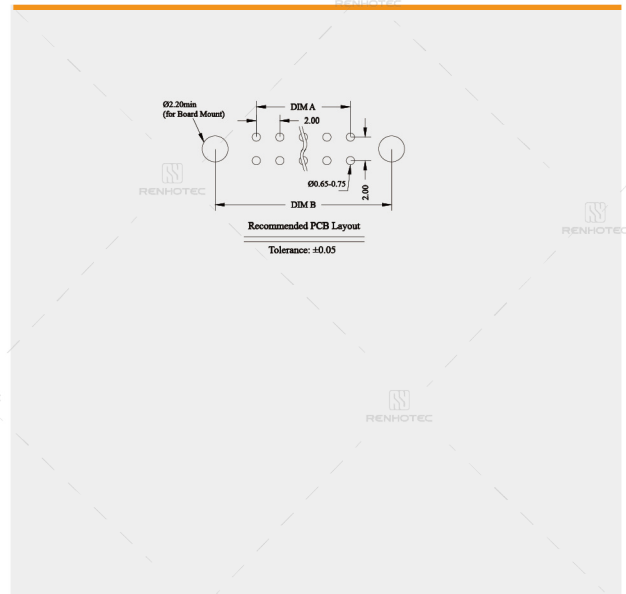 RENHOTEC
Ø2.20min
(for Board Mount)
DIM A
2.00
Ø0.65-0.75
2.00
DIM B
RENHOTEC
RENHOTEC
Recommended PCB Layout
Tolerance: ±0.05
RENHOTEC